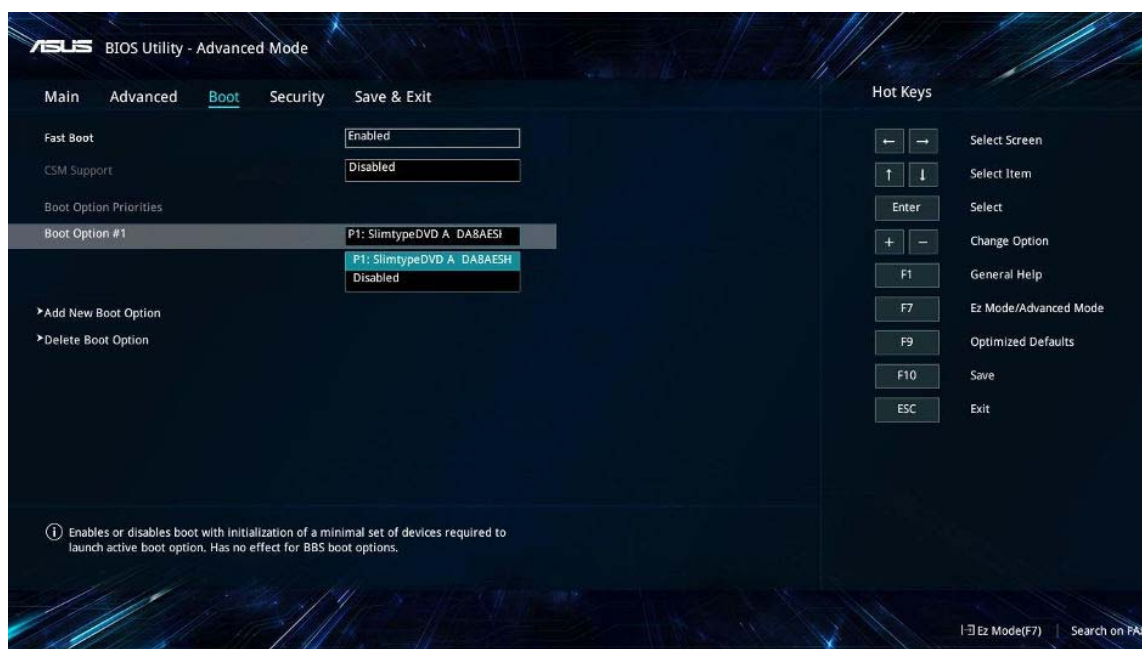 ASUS BIOS Utility - Advanced Mode
Main Advanced Boot Security Save & Exit
Fast Boot Enabled
CSM Support Disabled
Boot Option Priorities
Boot Option #1 P1: SlimtypeDVD A DA8AESH
P1: SlimtypeDVD A DA8AESH
Disabled
Add New Boot Option
Delete Boot Option
Enables or disables boot with initialization of a minimal set of devices required to
launch active boot option. Has no effect for BBS boot options.
Hot Keys
← → Select Screen
↑ ↓ Select Item
Enter Select
+ - Change Option
F1 General Help
F7 Ez Mode/Advanced Mode
F9 Optimized Defaults
F10 Save
ESC Exit
Ez Mode(F7) | Search on FA